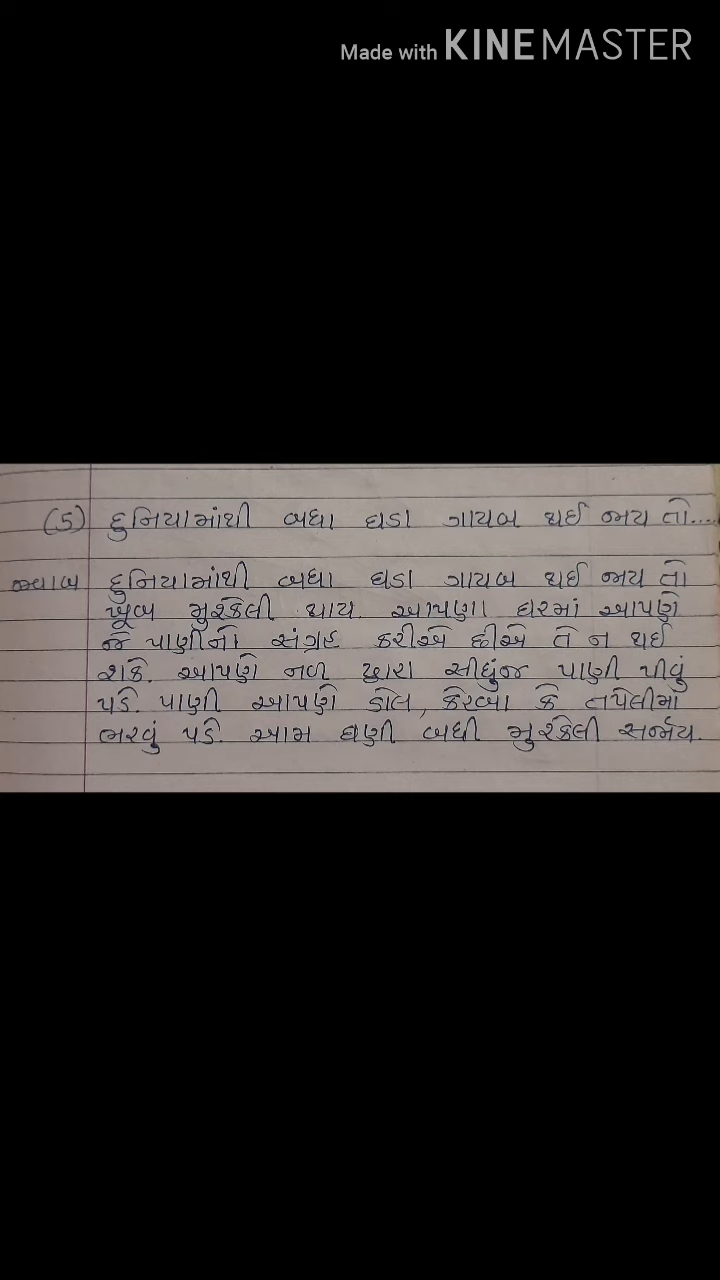 Made with KINEMASTER
(5) દુનિયામાંથી બધા ઘડા ગાયબ થઈ જાય તો....
જવાબ દુનિયામાંથી બધા ઘડા ગાયબ થઈ જાય તો
ખૂબ મુશ્કેલી થાય. આપણા ઘરમાં આપણે
જે પાણીનો સંગ્રહ કરીએ છીએ તે ન થઈ
શકે. આપણે નળ દ્વારા સીધુંજ પાણી પીવું
પડે. પાણી આપણે ડોલ, કેરબા કે તપેલીમાં
ભરવું પડે. આમ ઘણી બધી મુશ્કેલી સર્જાય.